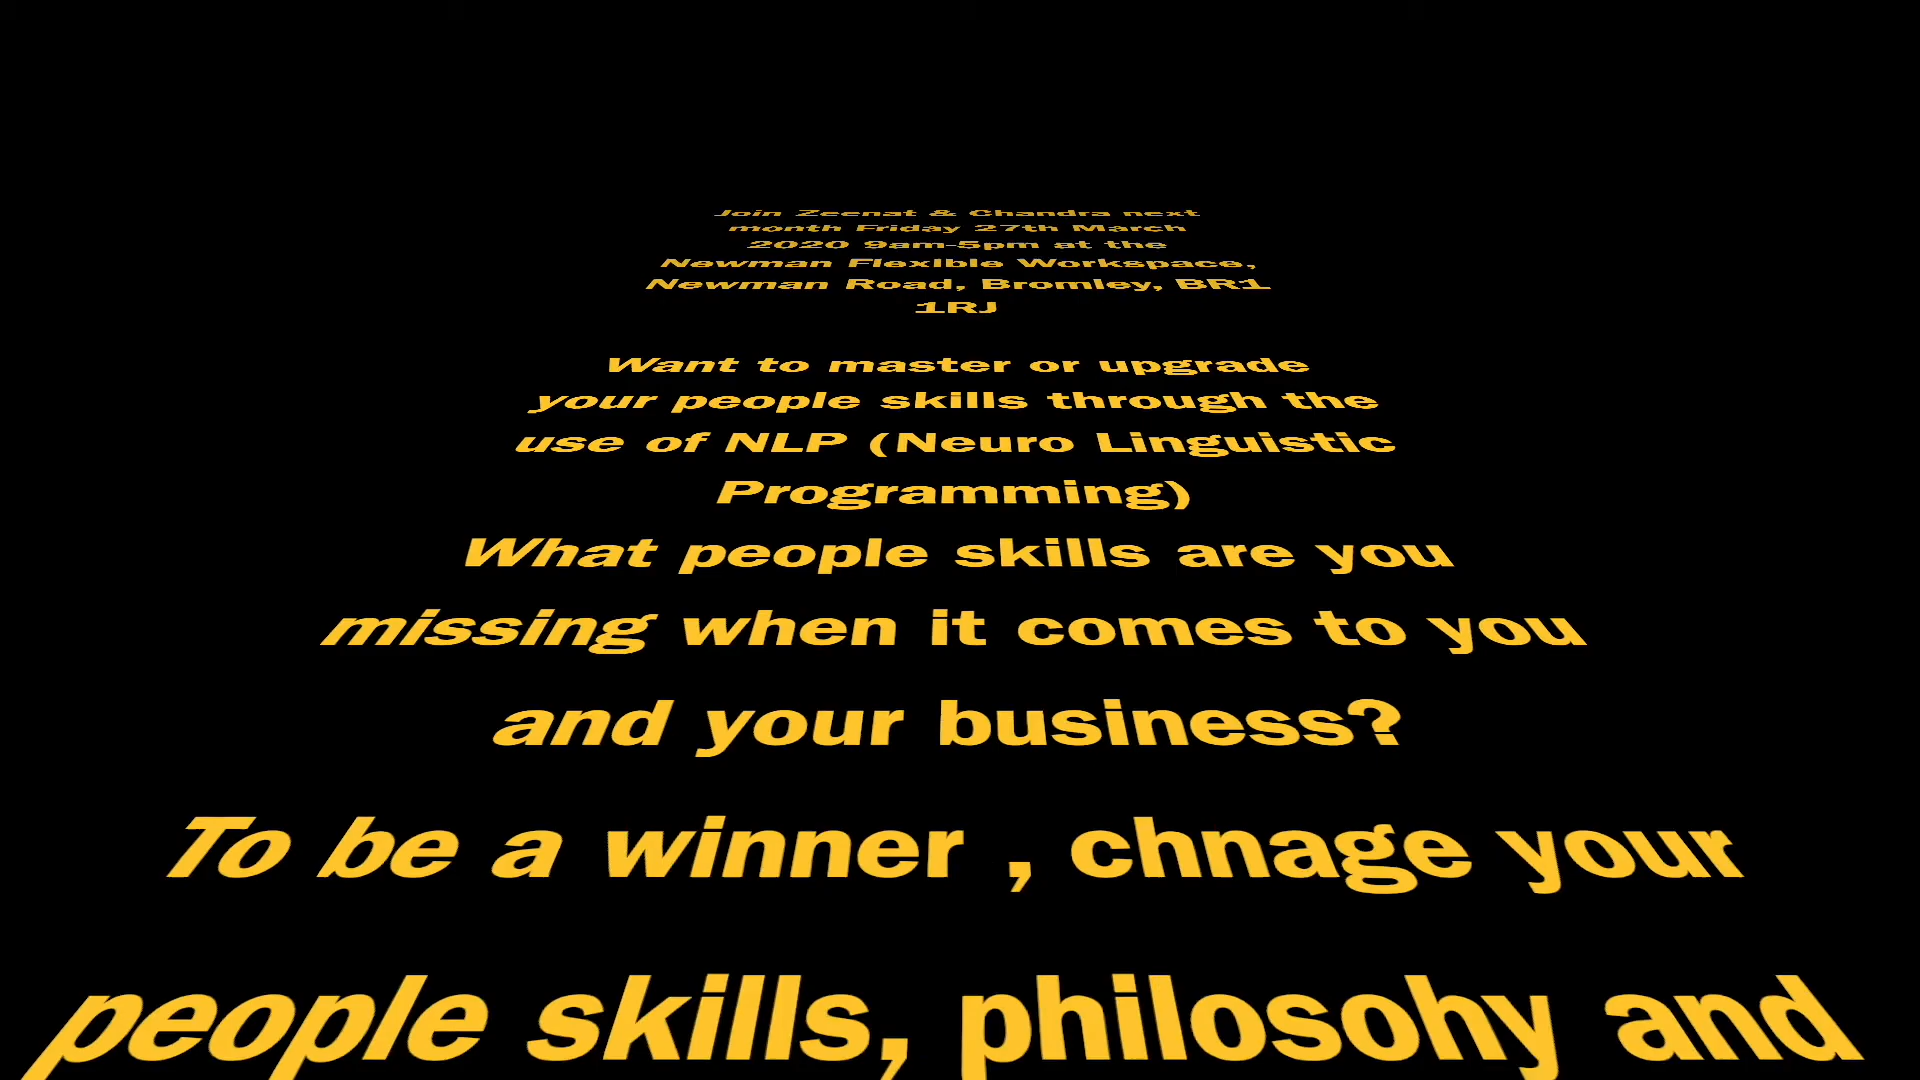 Join Zeenat & Chandra next
month Friday 27th March
2020 9am-5pm at the
Newman Flexible Workspace,
Newman Road, Bromley, BR1
1RJ
Want to master or upgrade
your people skills through the
use of NLP (Neuro Linguistic
Programming)
What people skills are you
missing when it comes to you
and your business?
To be a winner , chnage your
people skills, philosohy and